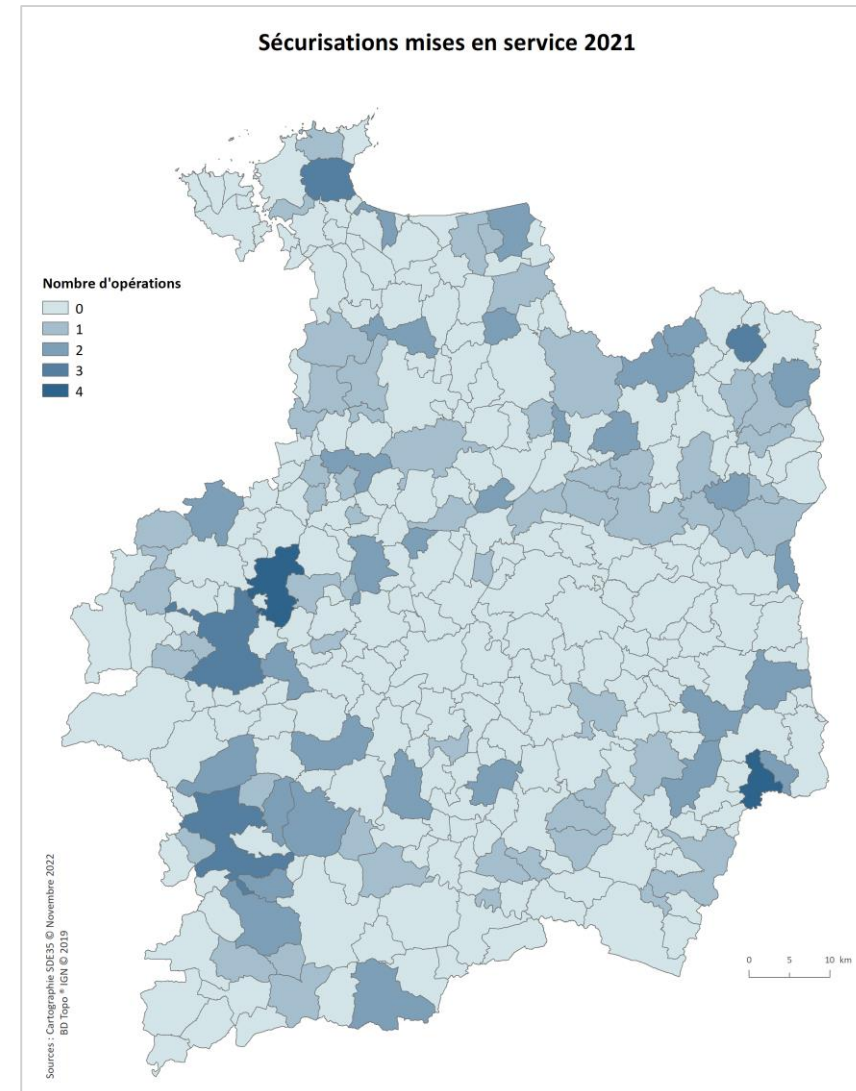 Sécurisations mises en service 2021
Nombre d'opérations
0
1
2
3
4
Sources : Cartographie SDE35 © Novembre 2022
BD Topo ® IGN © 2019
0 5 10 km